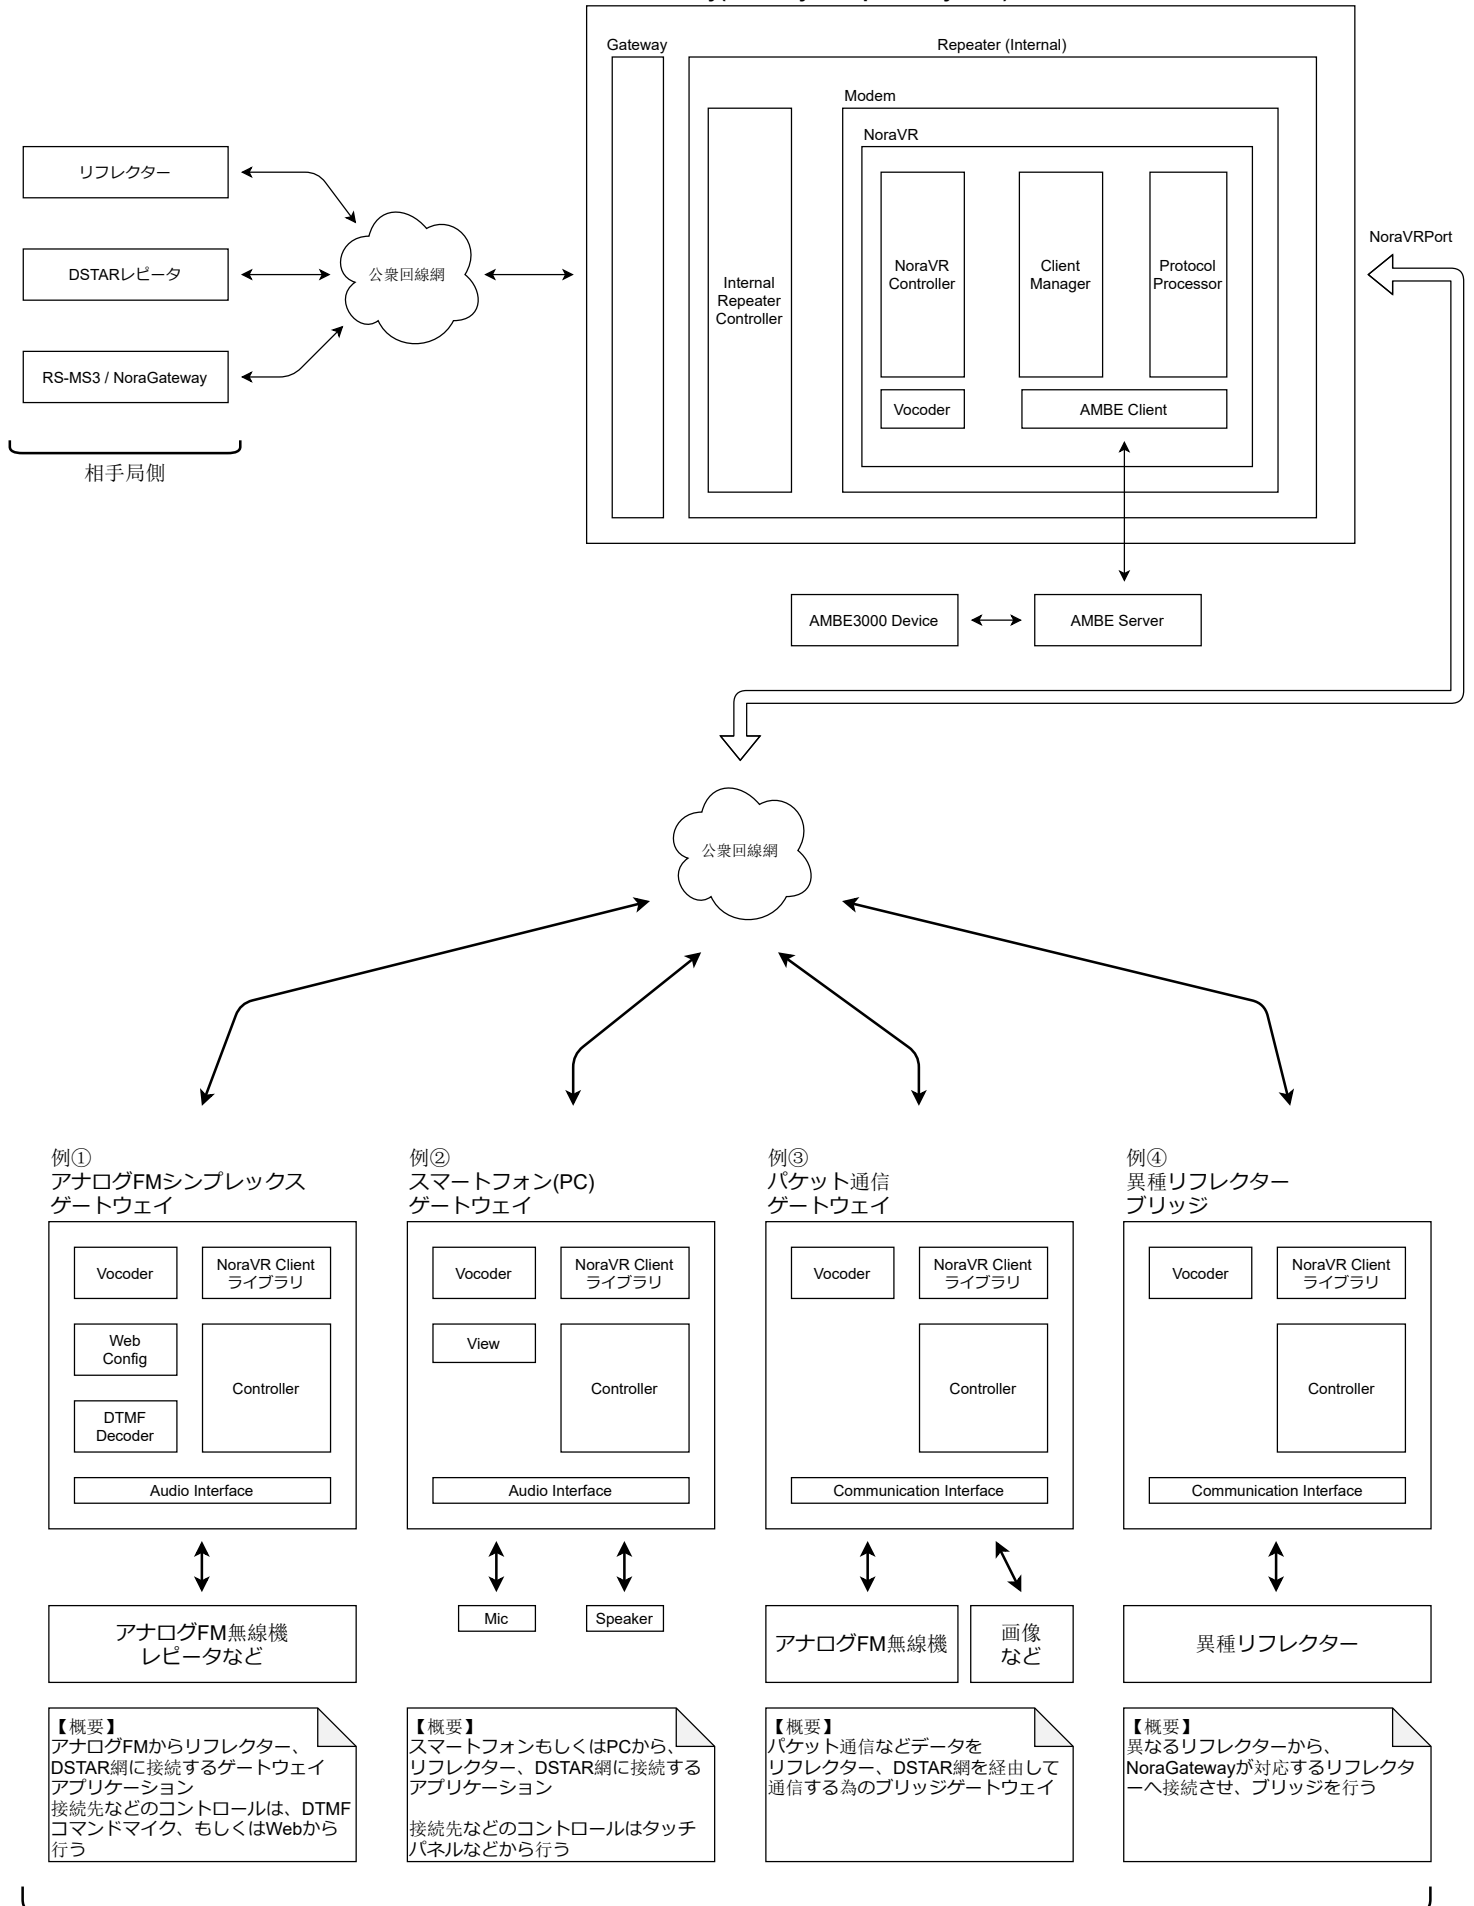 Gateway
Repeater (Internal)
Modem
NoraVR
リフレクター
DSTARレピータ
RS-MS3 / NoraGateway
相手局側
公衆回線網
Internal
Repeater
Controller
NoraVR
Controller
Client
Manager
Protocol
Processor
Vocoder
AMBE Client
NoraVRPort
AMBE3000 Device
AMBE Server
公衆回線網
例①
アナログFMシンプレックス
ゲートウェイ
Vocoder
NoraVR Client
ライブラリ
Web
Config
Controller
DTMF
Decoder
Audio Interface
アナログFM無線機
レピータなど
【概要】
アナログFMからリフレクター、
DSTAR網に接続するゲートウェイ
アプリケーション
接続先などのコントロールは、DTMF
コマンドマイク、もしくはWebから
行う
例②
スマートフォン(PC)
ゲートウェイ
Vocoder
NoraVR Client
ライブラリ
View
Controller
Audio Interface
Mic
Speaker
【概要】
スマートフォンもしくはPCから、
リフレクター、DSTAR網に接続する
アプリケーション
接続先などのコントロールはタッチ
パネルなどから行う
例③
パケット通信
ゲートウェイ
Vocoder
NoraVR Client
ライブラリ
Controller
Communication Interface
アナログFM無線機
画像
など
【概要】
パケット通信などデータを
リフレクター、DSTAR網を経由して
通信する為のブリッジゲートウェイ
例④
異種リフレクター
ブリッジ
Vocoder
NoraVR Client
ライブラリ
Controller
Communication Interface
異種リフレクター
【概要】
異なるリフレクターから、
NoraGatewayが対応するリフレクタ
ーへ接続させ、ブリッジを行う